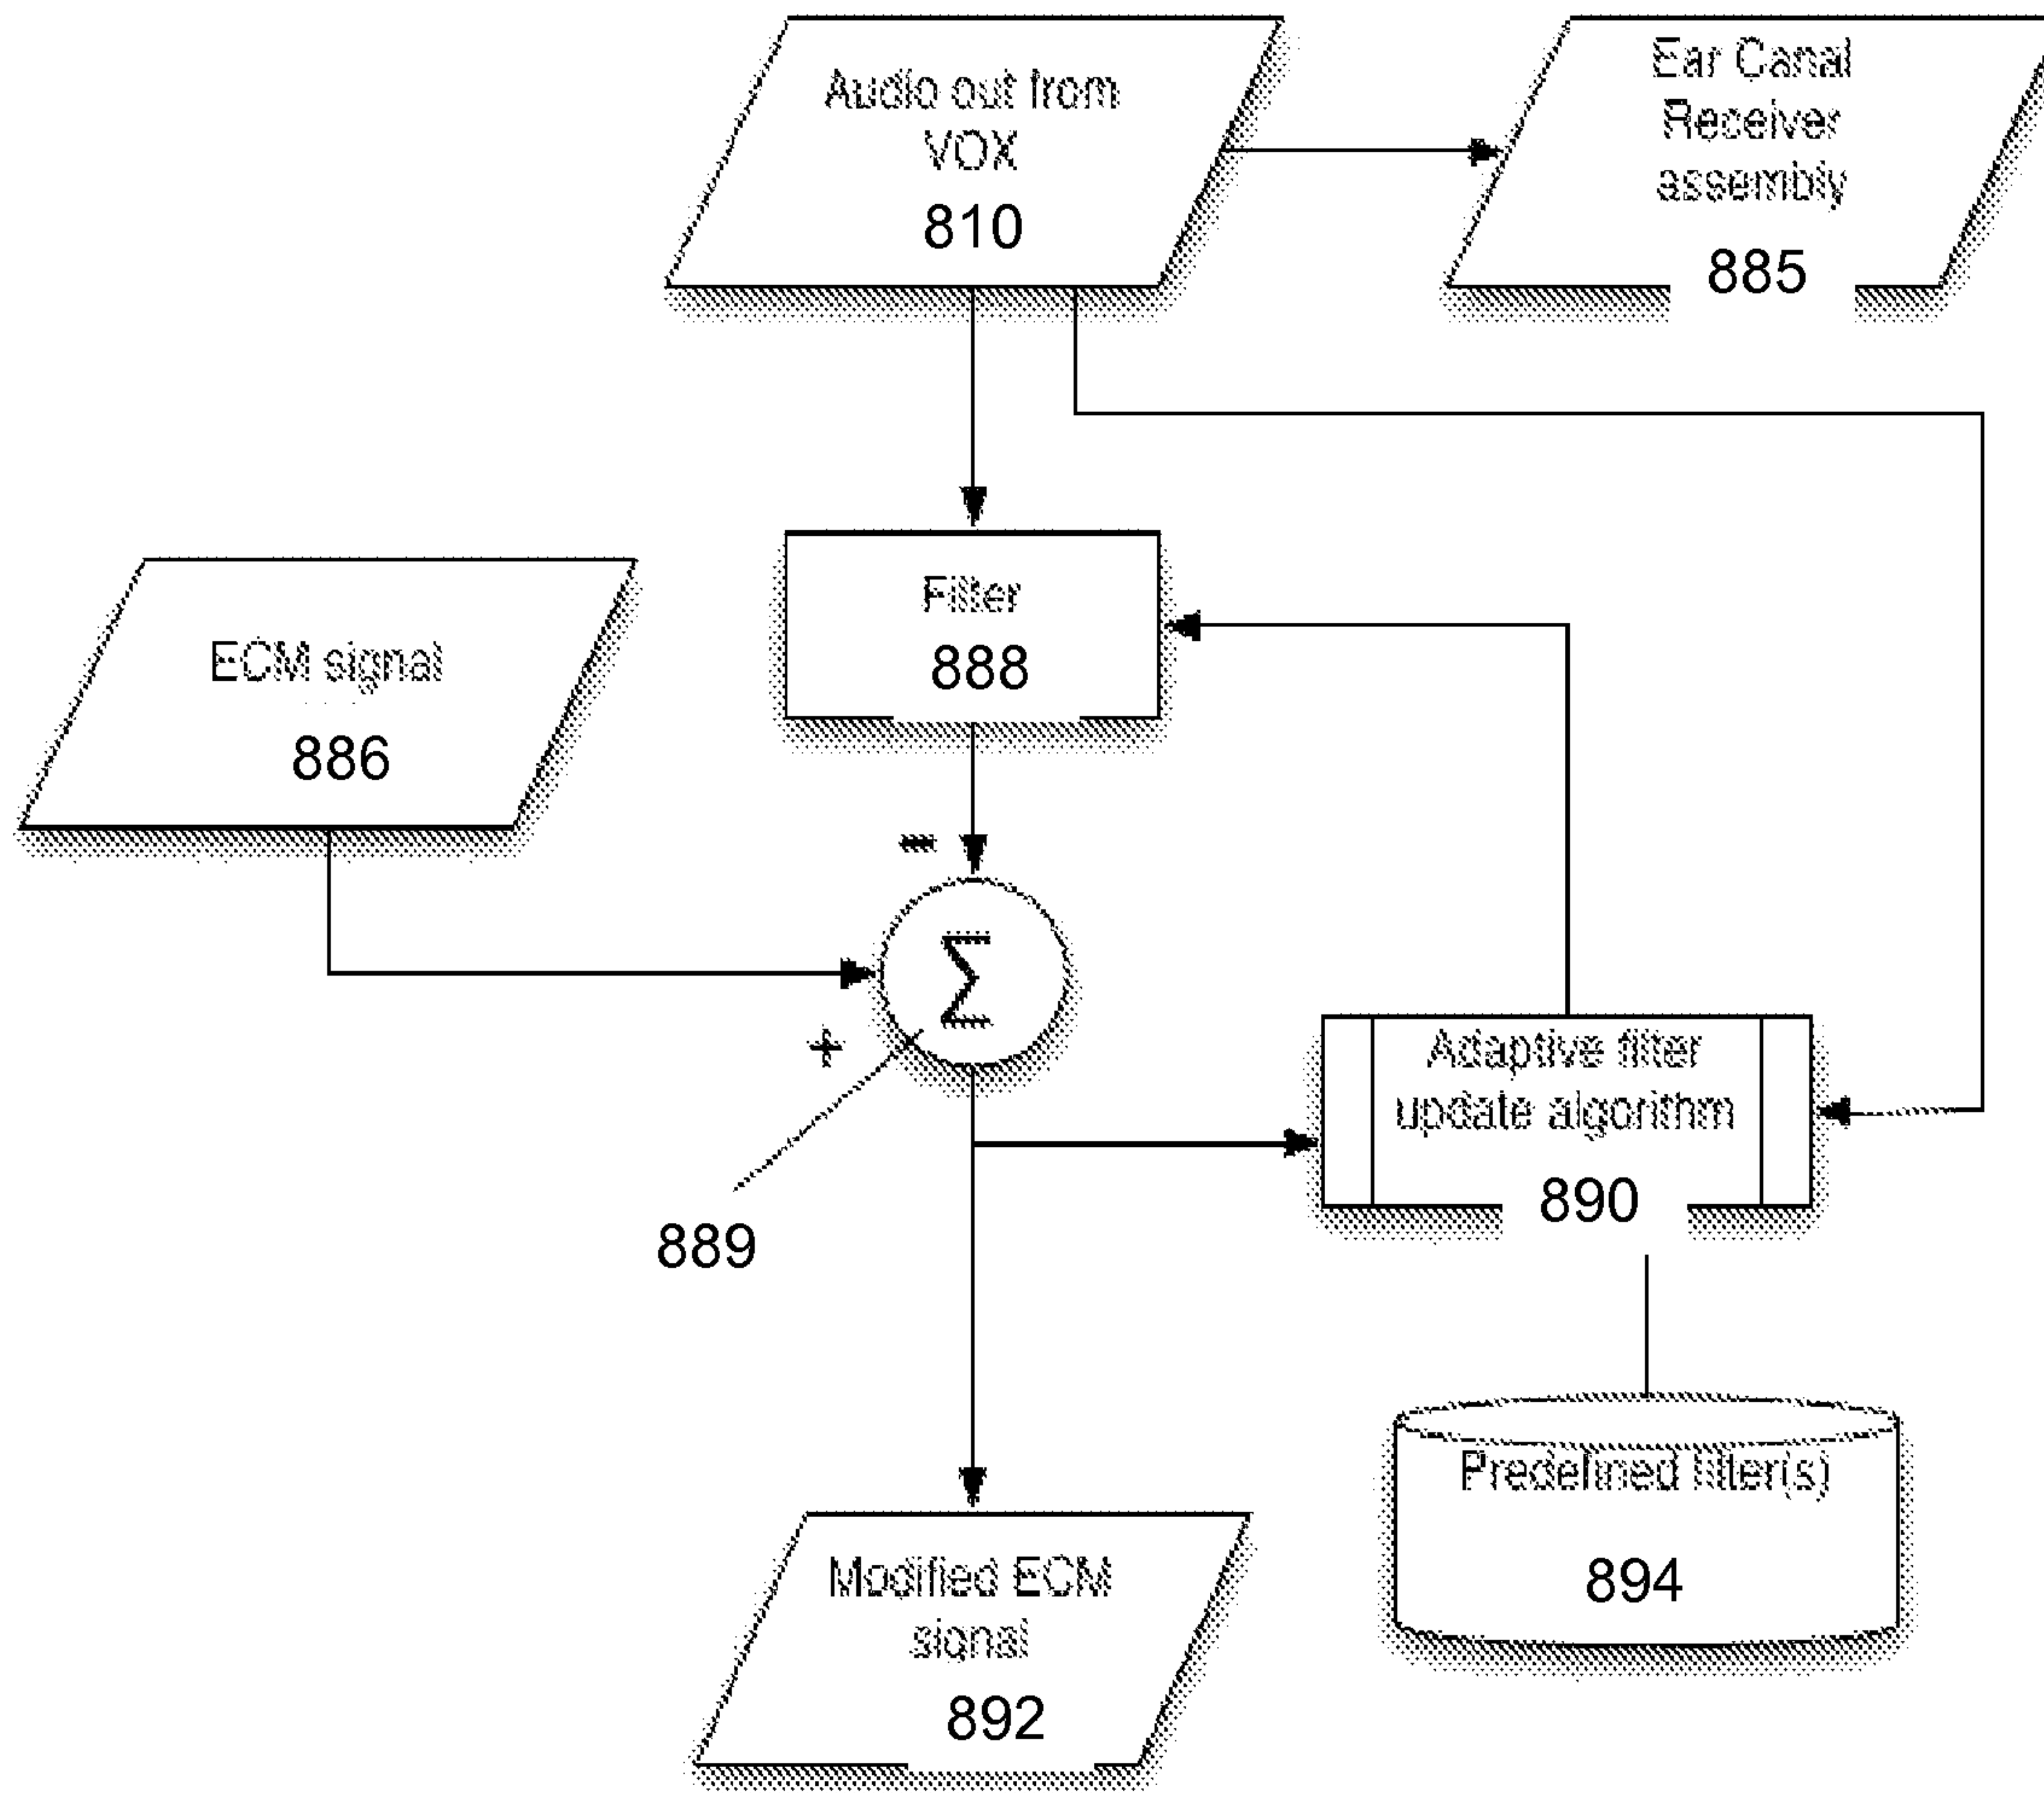 Audio out from
VOX
810
Ear Canal
Receiver
assembly
885
Filter
888
ECM signal
886
−
Σ
+
889
Adaptive filter
update algorithm
890
Predefined filter(s)
894
Modified ECM
signal
892